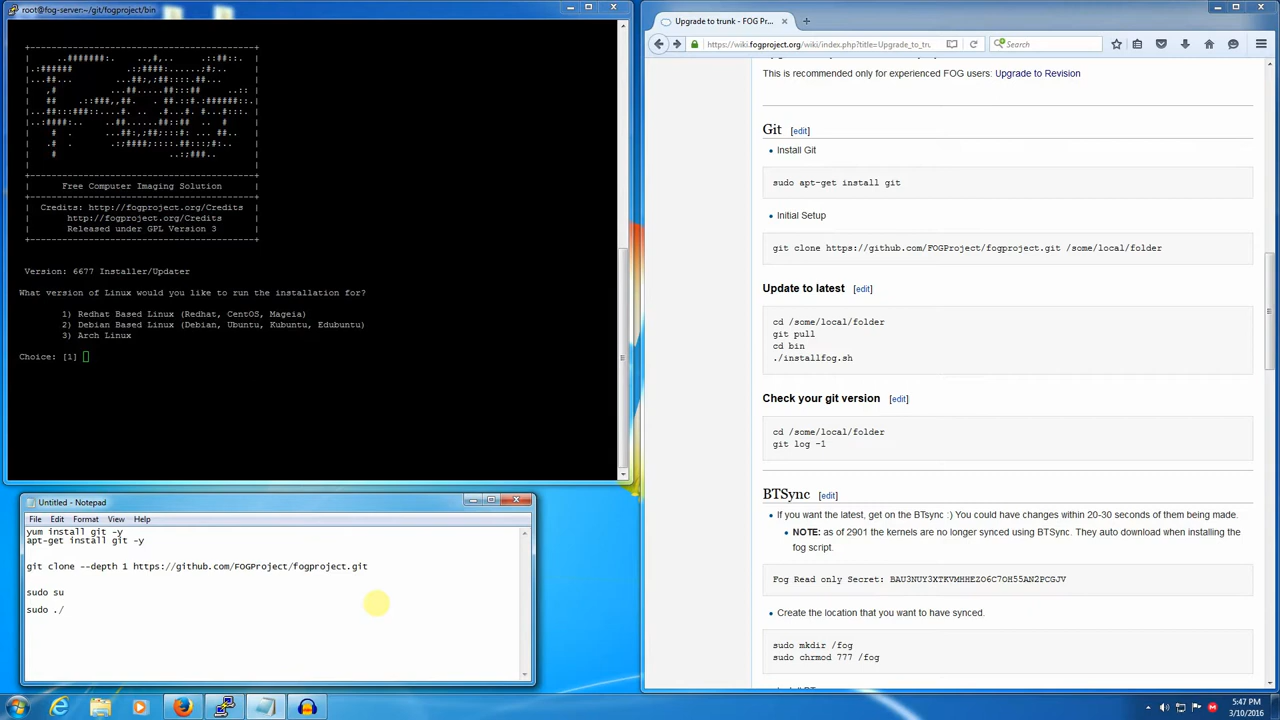 root@fog-server:~/git/fogproject/bin
Free Computer Imaging Solution
Credits: http://fogproject.org/Credits
http://fogproject.org/Credits
Released under GPL Version 3
Version: 6677 Installer/Updater
What version of Linux would you like to run the installation for?
1) Redhat Based Linux (Redhat, CentOS, Mageia)
2) Debian Based Linux (Debian, Ubuntu, Kubuntu, Edubuntu)
3) Arch Linux
Choice: [1]
Untitled - Notepad
File Edit Format View Help
yum install git -y
apt-get install git -y
git clone --depth 1 https://github.com/FOGProject/fogproject.git
sudo su
sudo ./
Upgrade to trunk - FOG Pr...
https://wiki.fogproject.org/wiki/index.php?title=Upgrade_to_tru
Search
This is recommended only for experienced FOG users: Upgrade to Revision
Git [edit]
Install Git
sudo apt-get install git
Initial Setup
git clone https://github.com/FOGProject/fogproject.git /some/local/folder
Update to latest [edit]
cd /some/local/folder
git pull
cd bin
./installfog.sh
Check your git version [edit]
cd /some/local/folder
git log -1
BTSync [edit]
If you want the latest, get on the BTsync :) You could have changes within 20-30 seconds of them being made.
NOTE: as of 2901 the kernels are no longer synced using BTSync. They auto download when installing the
fog script.
Fog Read only Secret: BAU3NUY3XTKVMHHEZO6C7OH55AN2PCGJV
Create the location that you want to have synced.
sudo mkdir /fog
sudo chrmod 777 /fog
5:47 PM
3/10/2016